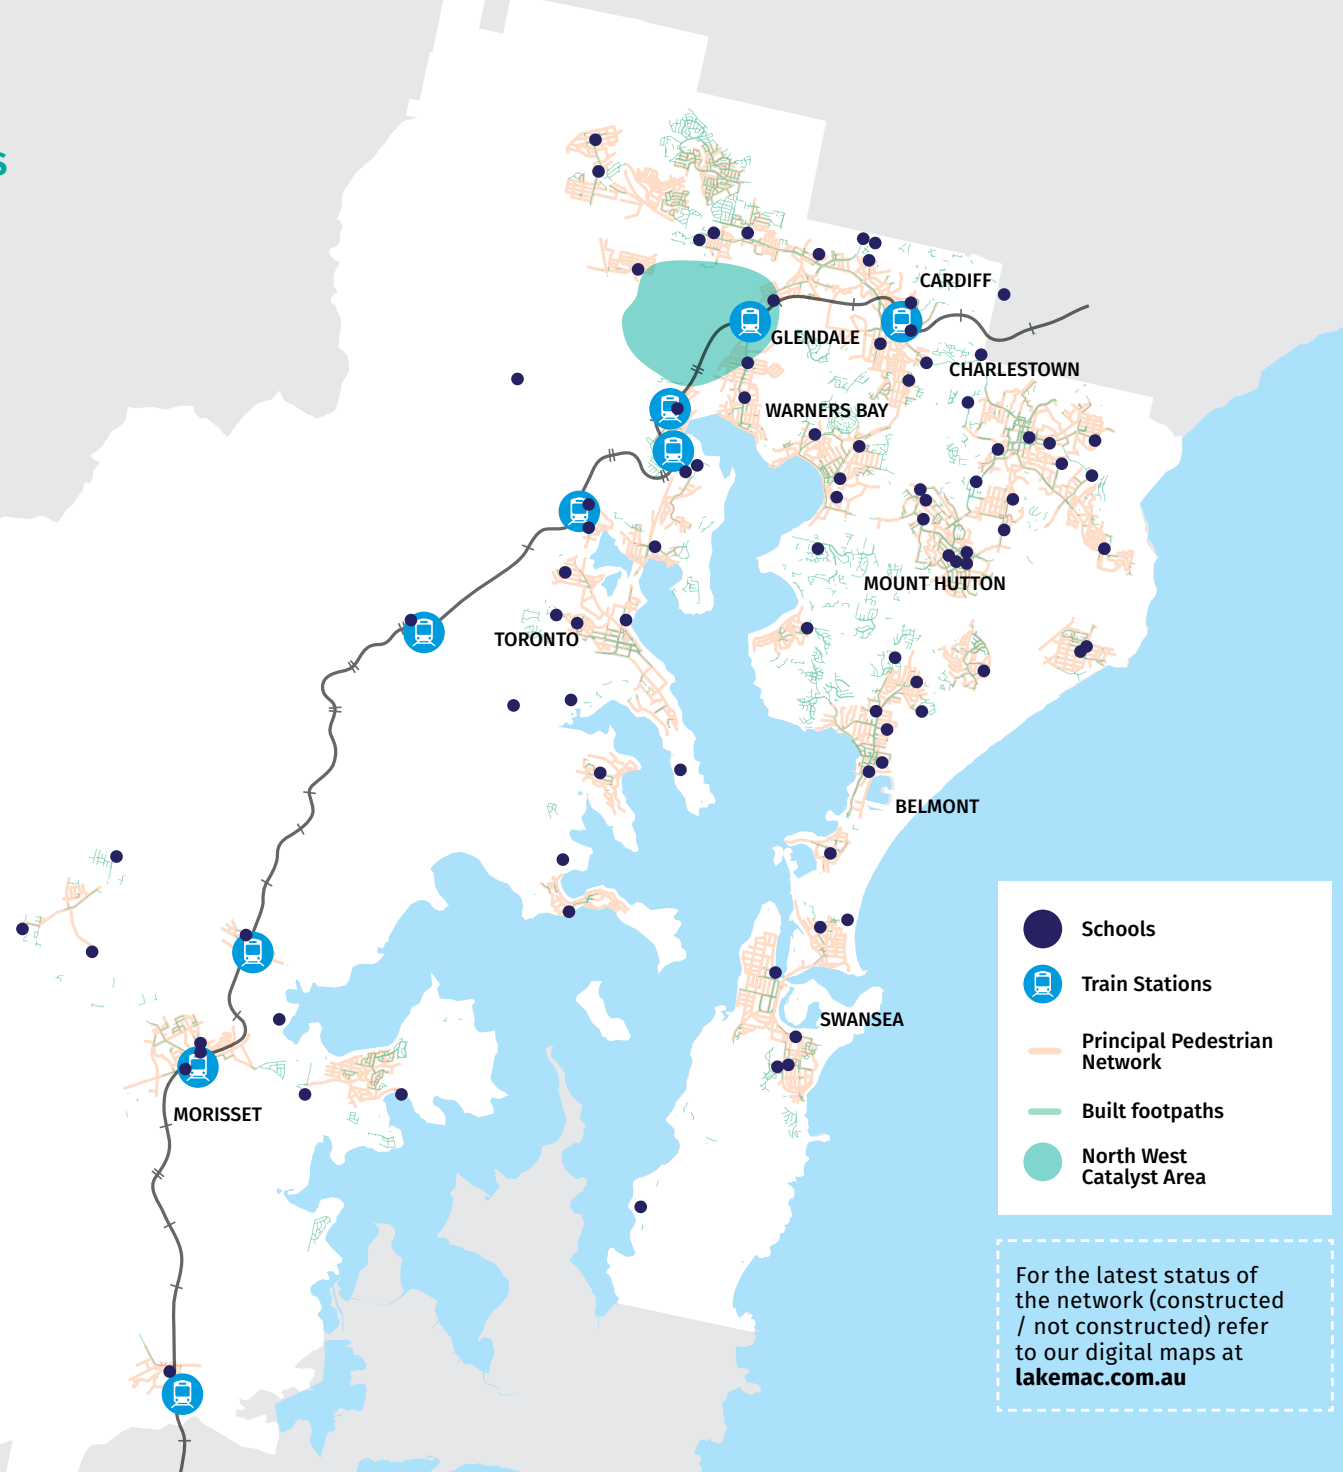 s
CARDIFF
GLENDALE
CHARLESTOWN
WARNERS BAY
MOUNT HUTTON
TORONTO
BELMONT
SWANSEA
MORISSET
Schools
Train Stations
Principal Pedestrian
Network
Built footpaths
North West
Catalyst Area
For the latest status of
the network (constructed
/ not constructed) refer
to our digital maps at
lakemac.com.au